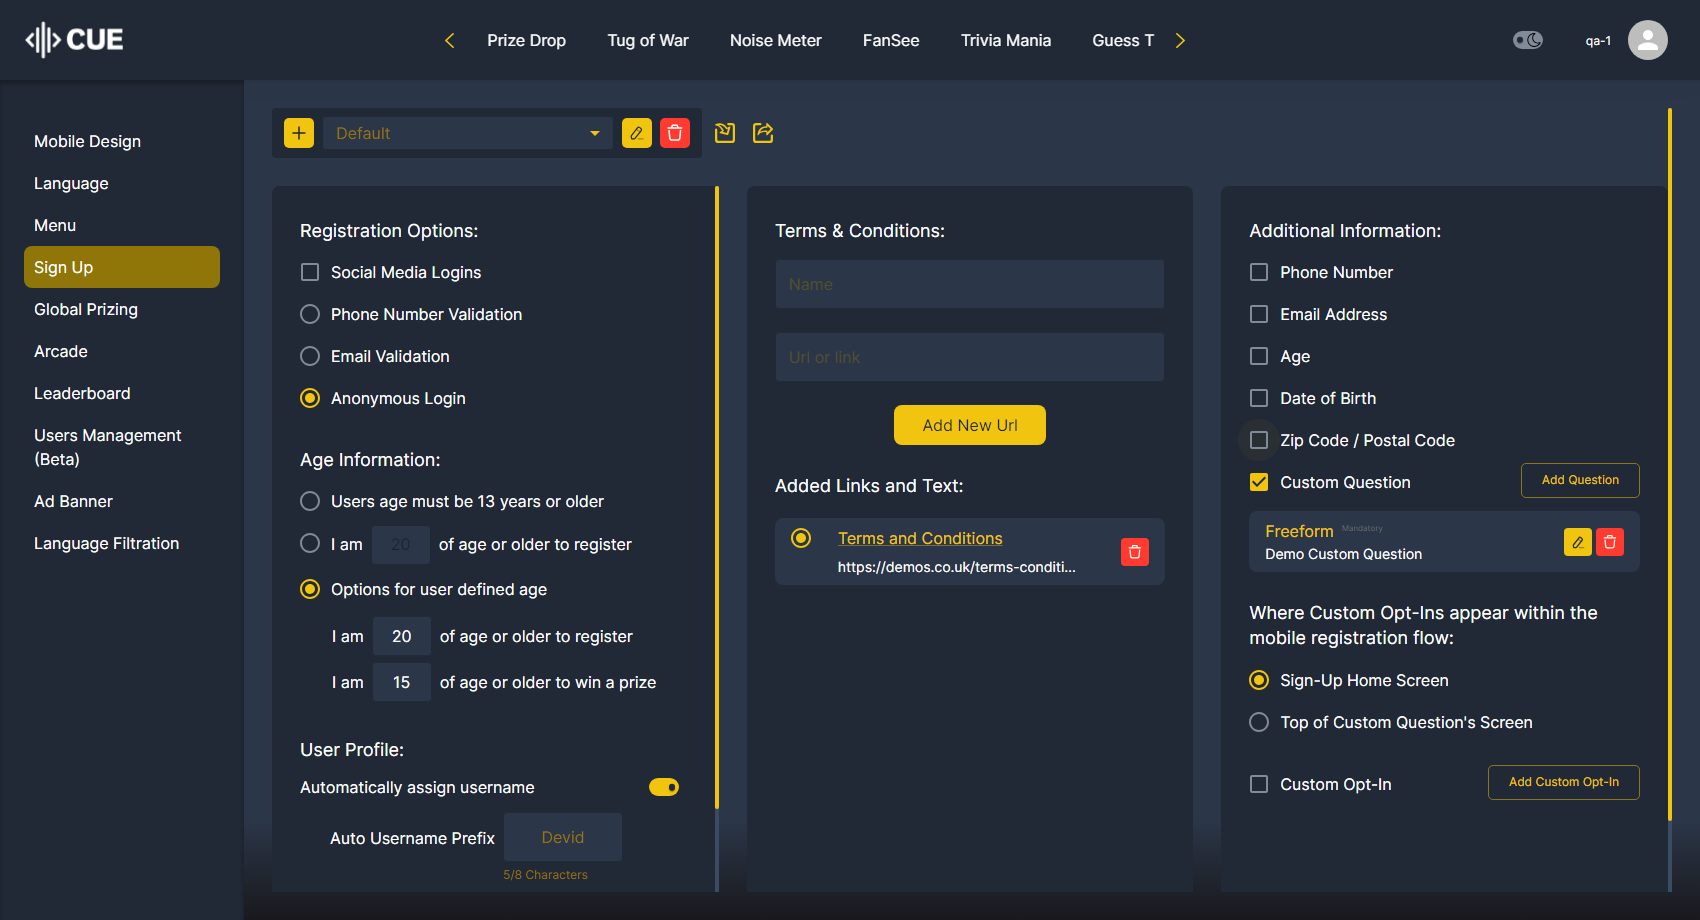 CUE
Prize Drop
Tug of War
Noise Meter
FanSee
Trivia Mania
Guess T
qa-1
Mobile Design
Language
Menu
Sign Up
Global Prizing
Arcade
Leaderboard
Users Management
(Beta)
Ad Banner
Language Filtration
Default
Registration Options:
Social Media Logins
Phone Number Validation
Email Validation
Anonymous Login
Age Information:
Users age must be 13 years or older
I am 20 of age or older to register
Options for user defined age
I am 20 of age or older to register
I am 15 of age or older to win a prize
User Profile:
Automatically assign username
Auto Username Prefix Devid
5/8 Characters
Terms & Conditions:
Name
Url or link
Add New Url
Added Links and Text:
Terms and Conditions
https://demos.co.uk/terms-conditi...
Additional Information:
Phone Number
Email Address
Age
Date of Birth
Zip Code / Postal Code
Custom Question
Add Question
Freeform Mandatory
Demo Custom Question
Where Custom Opt-Ins appear within the
mobile registration flow:
Sign-Up Home Screen
Top of Custom Question's Screen
Custom Opt-In
Add Custom Opt-In